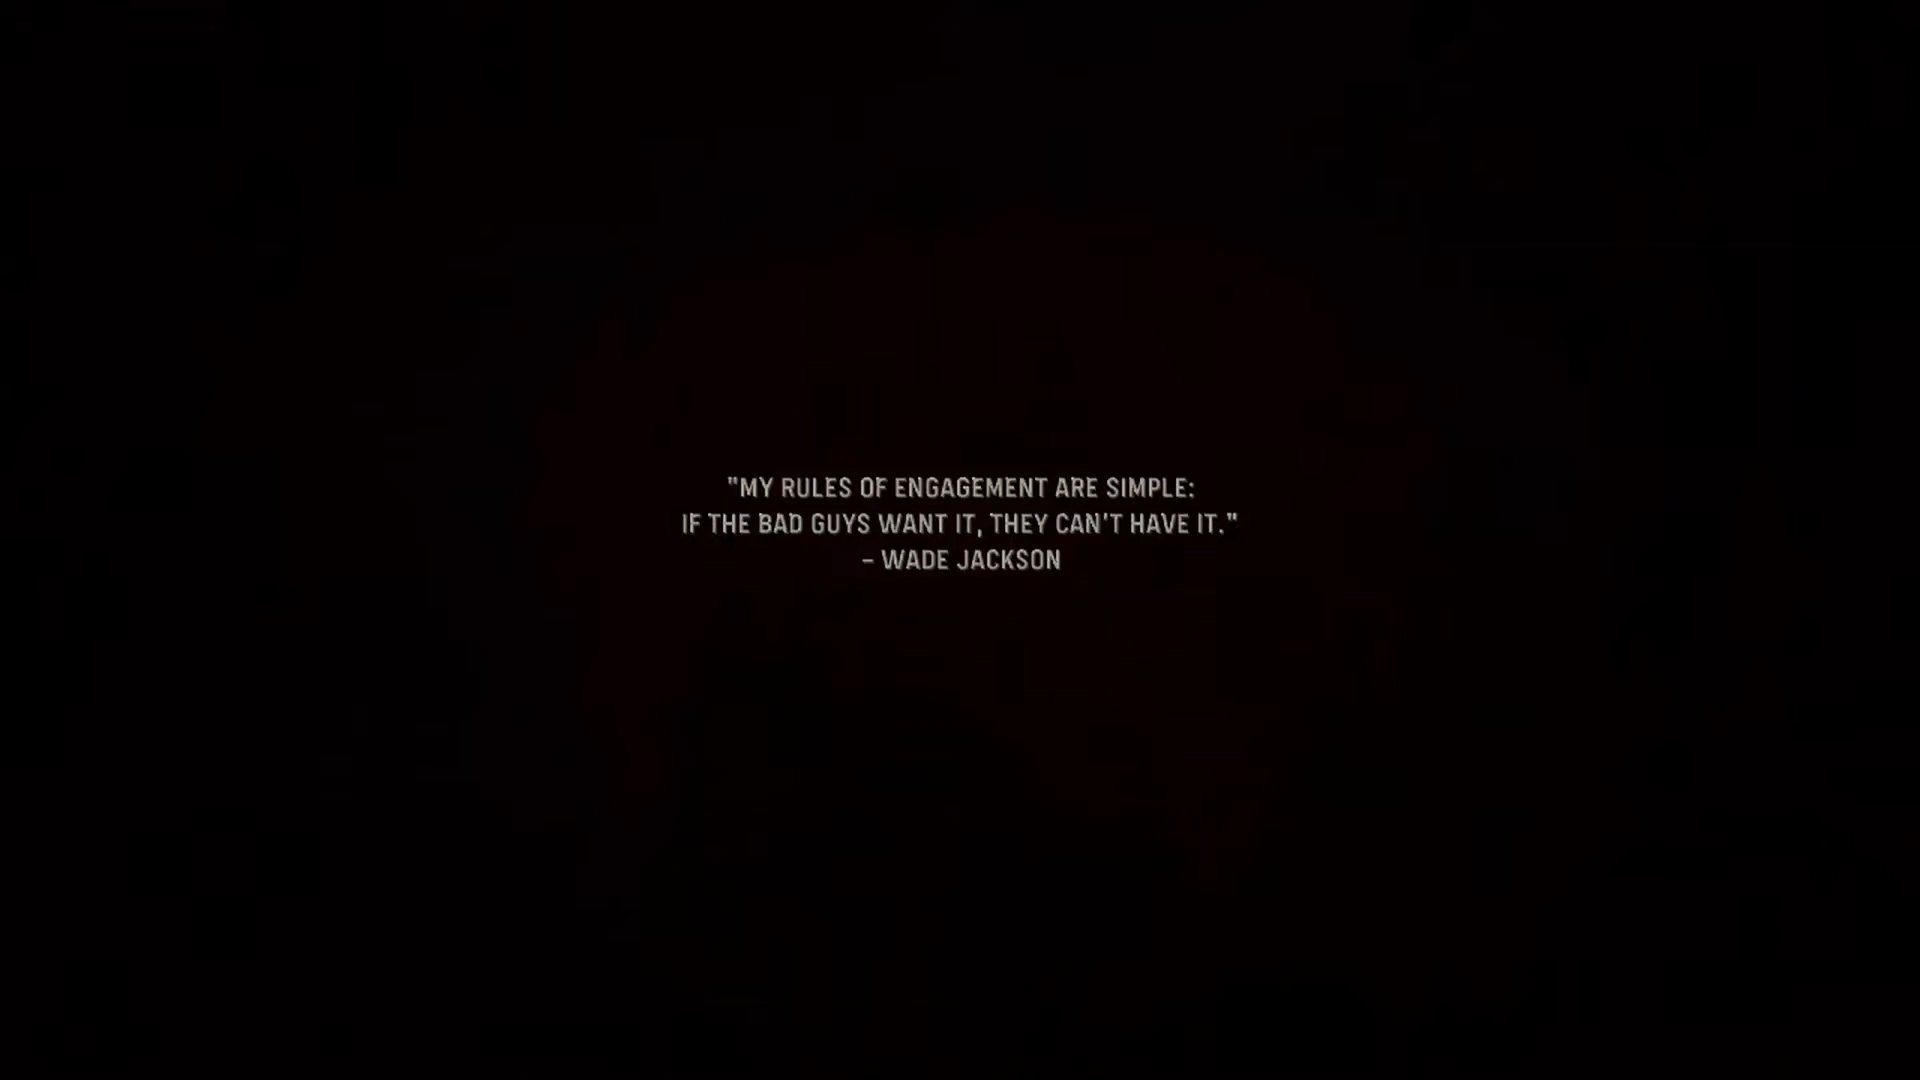 "MY RULES OF ENGAGEMENT ARE SIMPLE:
IF THE BAD GUYS WANT IT, THEY CAN'T HAVE IT."
– WADE JACKSON